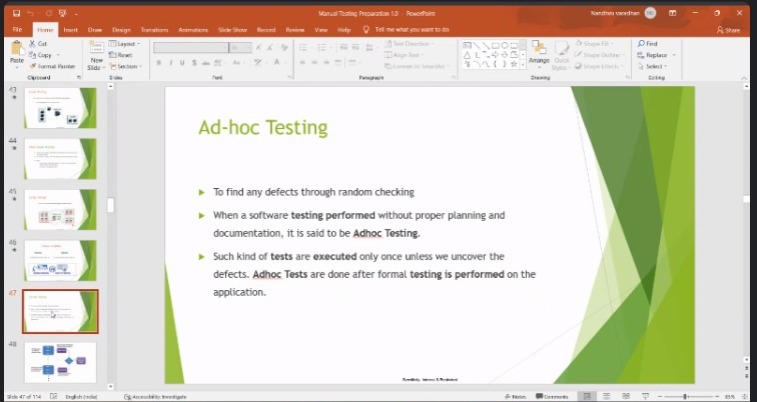 Manual Testing Preparation 1.0 - PowerPoint
Nandhini varadhan
File Home Insert Draw Design Transitions Animations Slide Show Record Review View Help Tell me what you want to do
Share
Cut
Copy
Format Painter
Paste
Clipboard
New
Slide
Layout
Reset
Section
Slides
Font
Paragraph
Text Direction
Align Text
Convert to SmartArt
Arrange
Quick
Styles
Shape Fill
Shape Outline
Shape Effects
Drawing
Find
Replace
Select
Editing
43
44
45
46
47
48
Ad-hoc Testing
To find any defects through random checking
When a software testing performed without proper planning and
documentation, it is said to be Adhoc Testing.
Such kind of tests are executed only once unless we uncover the
defects. Adhoc Tests are done after formal testing is performed on the
application.
Sensitivity: Internal & Restricted
Slide 47 of 114 English (India) Accessibility: Investigate Notes Comments